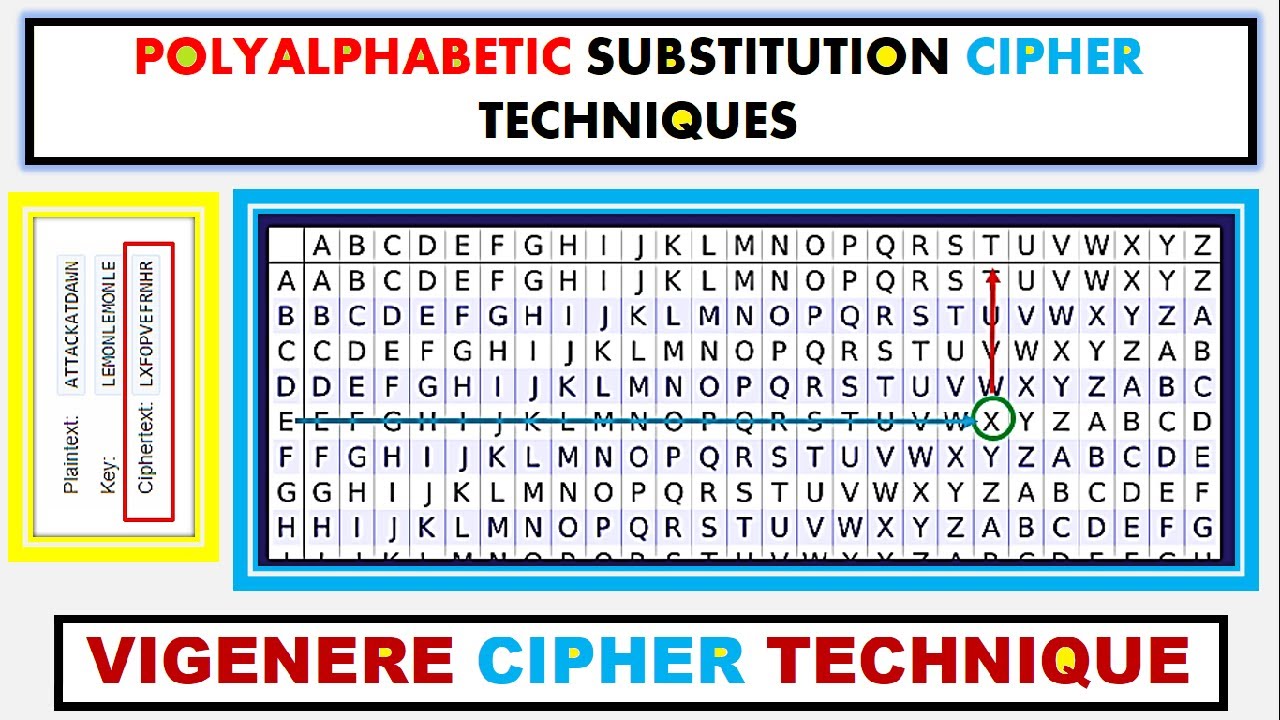 POLYALPHABETIC SUBSTITUTION CIPHER
TECHNIQUES
Plaintext: ATTACKATDAWN
Key: LEMONLEMONLE
Ciphertext: LXFOPVEFRNHR
A B C D E F G H I J K L M N O P Q R S T U V W X Y Z
A A B C D E F G H I J K L M N O P Q R S T U V W X Y Z
B B C D E F G H I J K L M N O P Q R S T U V W X Y Z A
C C D E F G H I J K L M N O P Q R S T U V W X Y Z A B
D D E F G H I J K L M N O P Q R S T U V W X Y Z A B C
E E F G H I J K L M N O P Q R S T U V W X Y Z A B C D
F F G H I J K L M N O P Q R S T U V W X Y Z A B C D E
G G H I J K L M N O P Q R S T U V W X Y Z A B C D E F
H H I J K L M N O P Q R S T U V W X Y Z A B C D E F G
VIGENERE CIPHER TECHNIQUE